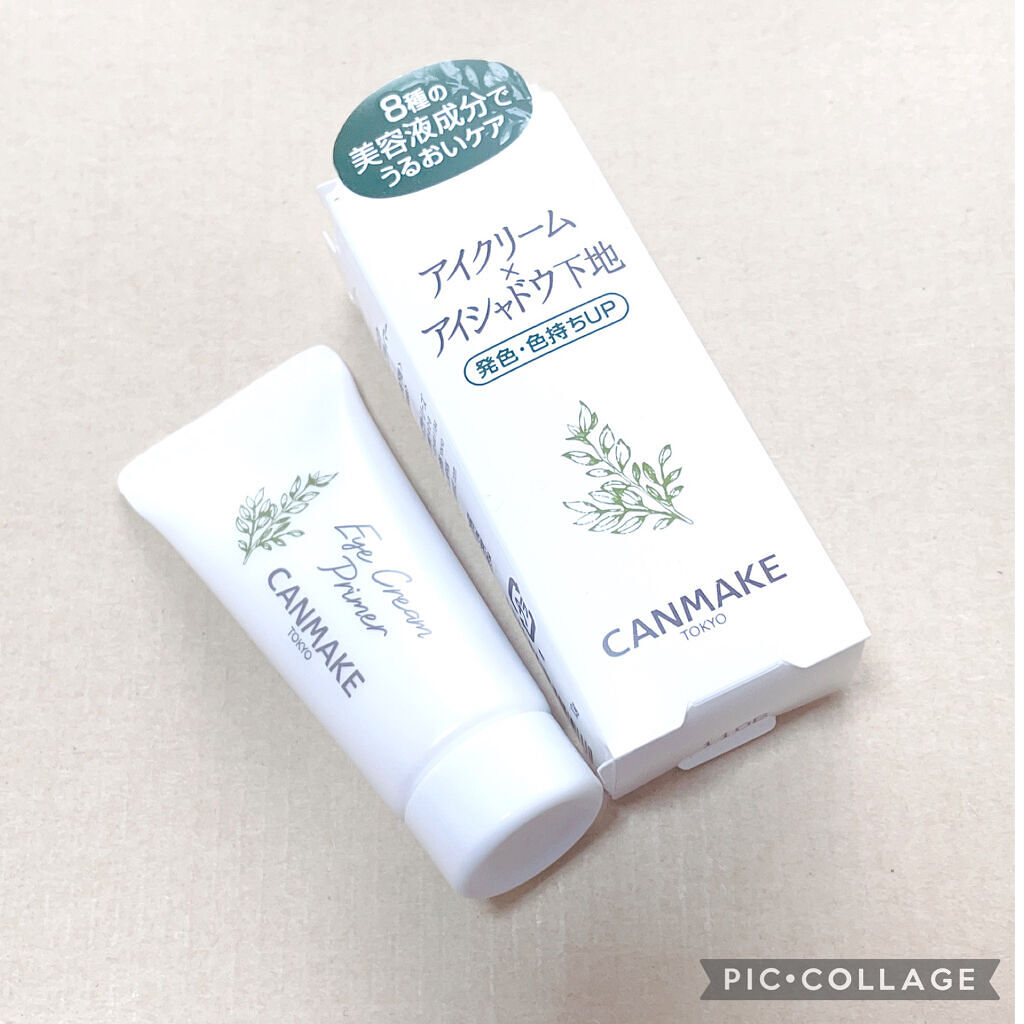 8種の
美容液成分で
うるおいケア
アイクリーム
×
アイシャドウ下地
発色・色持ちUP
CANMAKE
TOKYO
Eye Cream
Primer
CANMAKE
TOKYO
PIC•COLLAGE